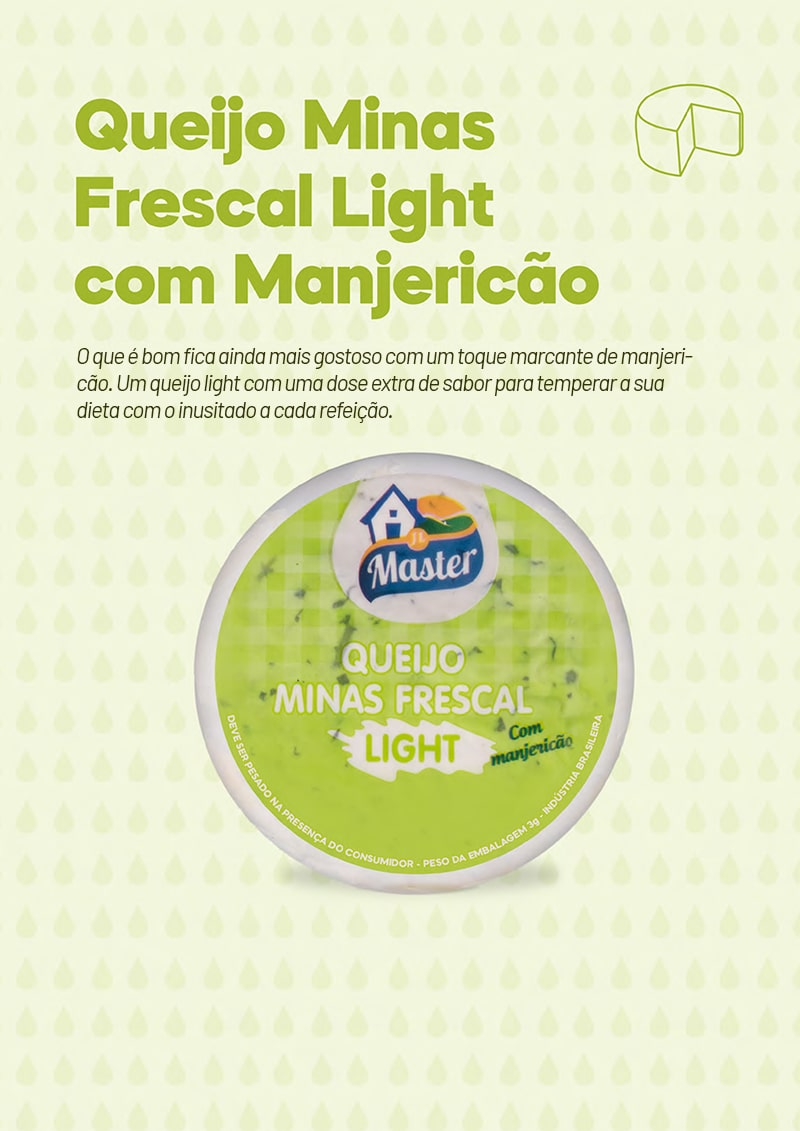 Queijo Minas
Frescal Light
com Manjericão
O que é bom fica ainda mais gostoso com um toque marcante de manjeri-
cão. Um queijo light com uma dose extra de sabor para temperar a sua
dieta com o inusitado a cada refeição.
JL
Master
QUEIJO
MINAS FRESCAL
LIGHT
Com
manjericão
DEVE SER PESADO NA PRESENÇA DO CONSUMIDOR - PESO DA EMBALAGEM 3g - INDÚSTRIA BRASILEIRA